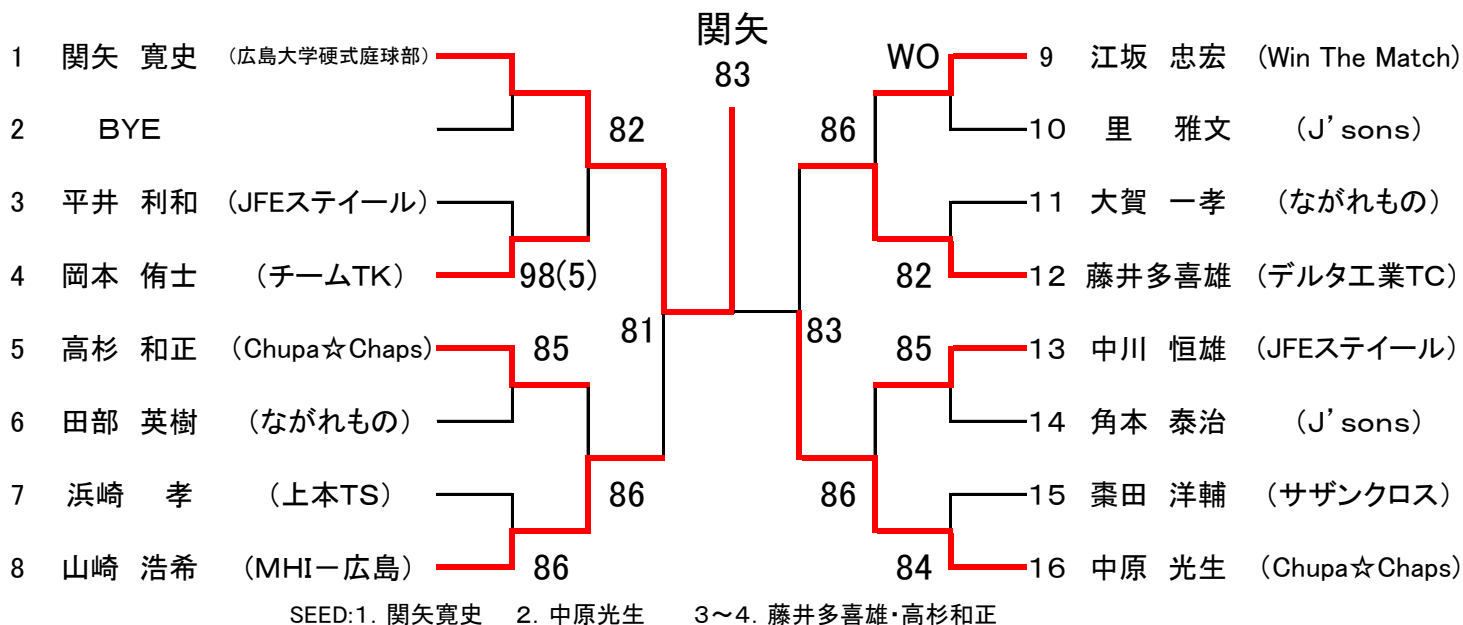 関矢
83
1 関矢 寛史 (広島大学硬式庭球部)
2 BYE
82
3 平井 利和 (JFEステイール)
4 岡本 侑士 (チームTK)
98(5)
81
5 高杉 和正 (Chupa☆Chaps)
85
6 田部 英樹 (ながれもの)
7 浜崎 孝 (上本TS)
86
8 山崎 浩希 (MHIー広島)
86
WO
9 江坂 忠宏 (Win The Match)
86
10 里 雅文 (J'sons)
11 大賀 一孝 (ながれもの)
82
12 藤井多喜雄 (デルタ工業TC)
83
85
13 中川 恒雄 (JFEステイール)
14 角本 泰治 (J'sons)
86
15 棗田 洋輔 (サザンクロス)
84
16 中原 光生 (Chupa☆Chaps)
SEED:1. 関矢寛史 2. 中原光生 3～4. 藤井多喜雄・高杉和正